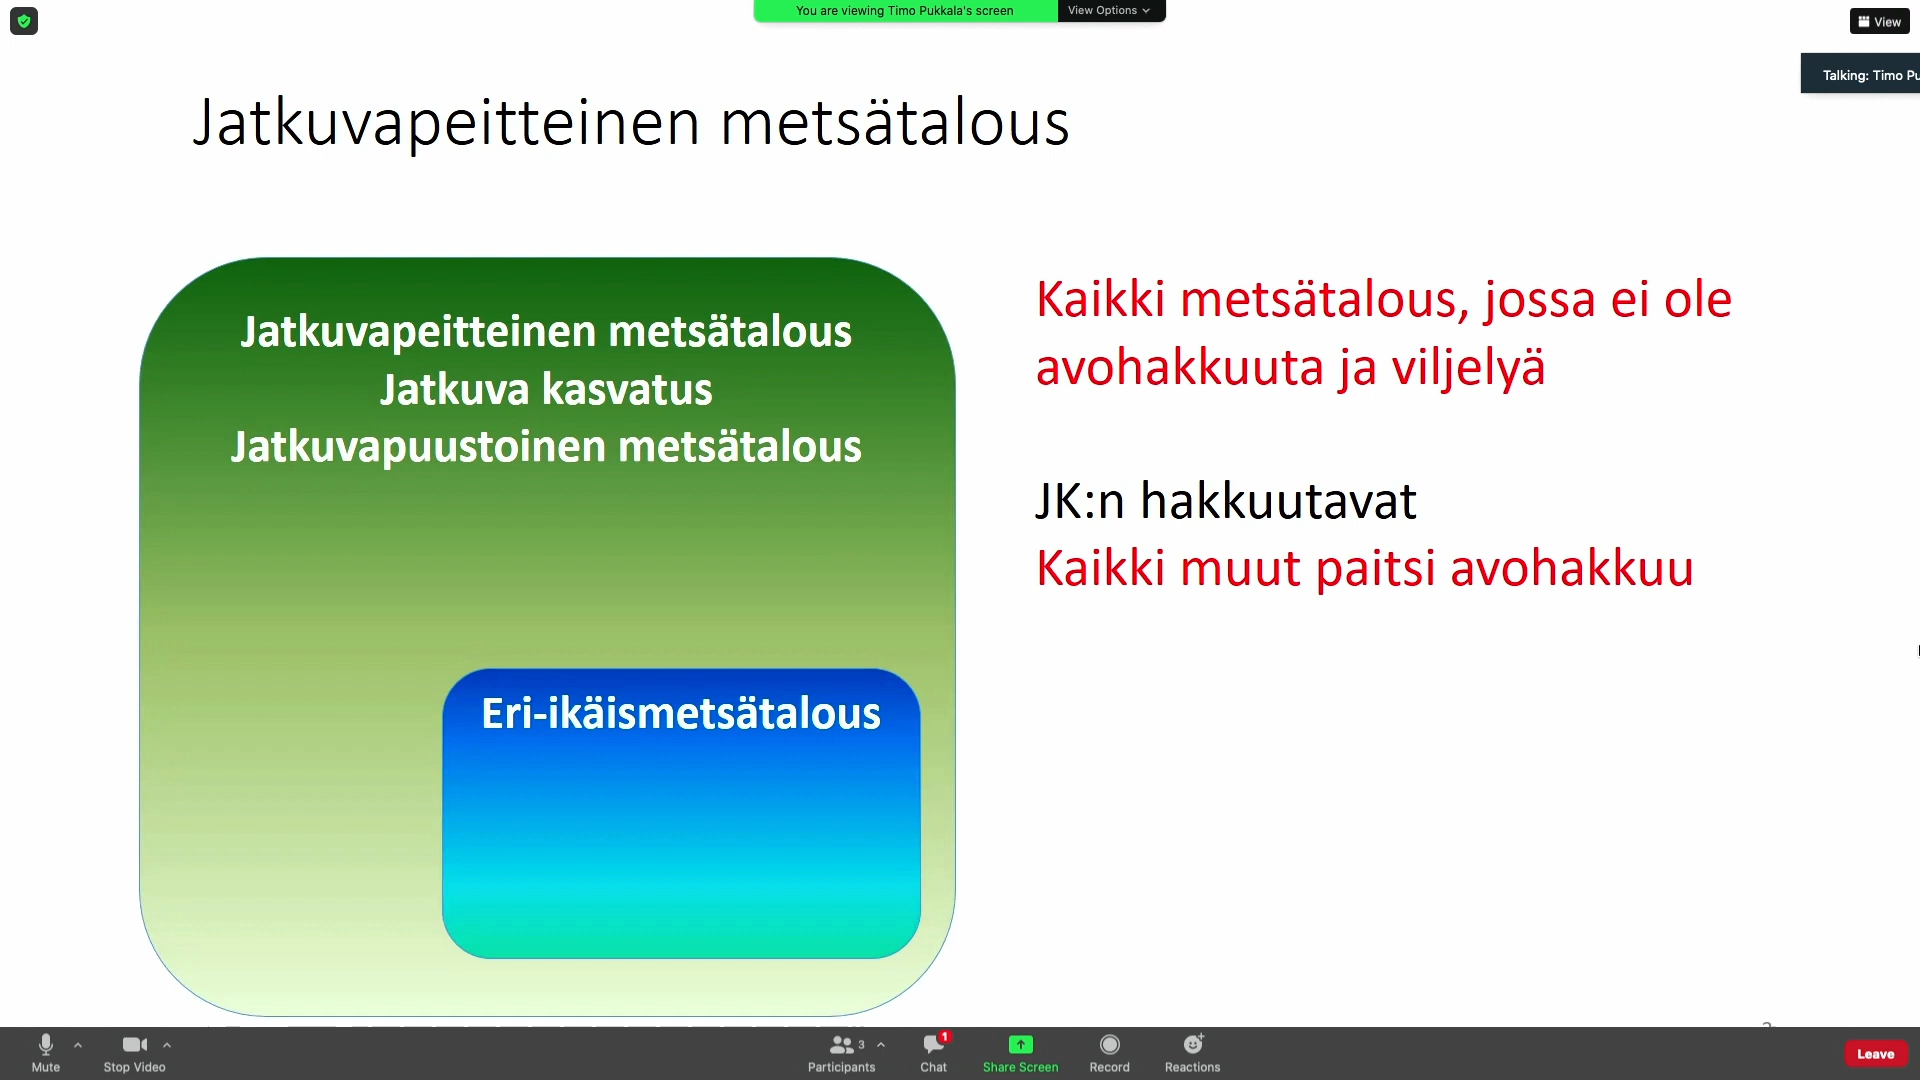 You are viewing Timo Pukkala's screen
View Options
View
Talking: Timo
Jatkuvapeitteinen metsätalous
Jatkuvapeitteinen metsätalous
Jatkuva kasvatus
Jatkuvapuustoinen metsätalous
Eri-ikäismetsätalous
Kaikki metsätalous, jossa ei ole
avohakkuuta ja viljelyä
JK:n hakkuutavat
Kaikki muut paitsi avohakkuu
Mute
Stop Video
3
Participants
1
Chat
Share Screen
Record
Reactions
Leave